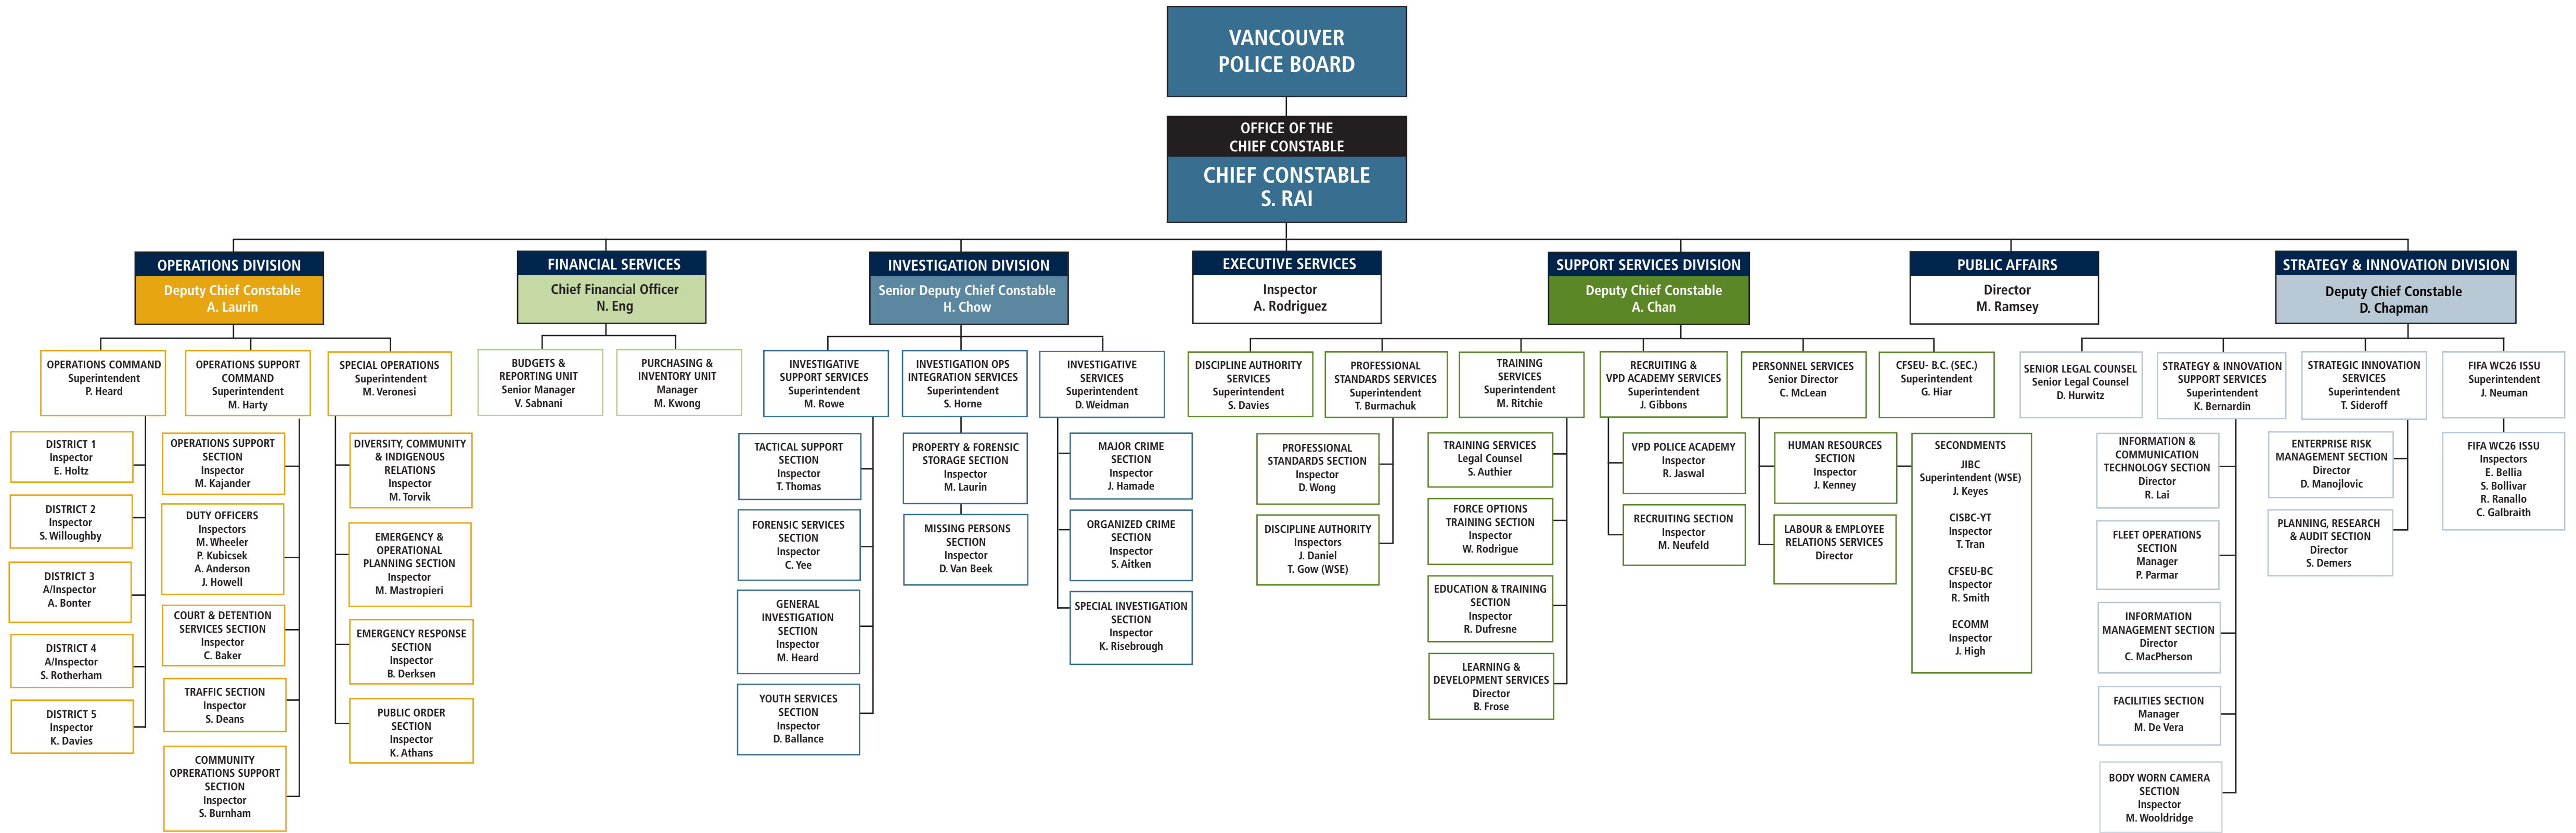 VANCOUVER
POLICE BOARD
OFFICE OF THE
CHIEF CONSTABLE
CHIEF CONSTABLE
S. RAI
OPERATIONS DIVISION
Deputy Chief Constable
A. Laurin
FINANCIAL SERVICES
Chief Financial Officer
N. Eng
INVESTIGATION DIVISION
Senior Deputy Chief Constable
H. Chow
EXECUTIVE SERVICES
Inspector
A. Rodriguez
SUPPORT SERVICES DIVISION
Deputy Chief Constable
A. Chan
PUBLIC AFFAIRS
Director
M. Ramsey
STRATEGY & INNOVATION DIVISION
Deputy Chief Constable
D. Chapman
OPERATIONS COMMAND
Superintendent
P. Heard
OPERATIONS SUPPORT
COMMAND
Superintendent
M. Harty
SPECIAL OPERATIONS
Superintendent
M. Veronesi
BUDGETS &
REPORTING UNIT
Senior Manager
V. Sabnani
PURCHASING &
INVENTORY UNIT
Manager
M. Kwong
INVESTIGATIVE
SUPPORT SERVICES
Superintendent
M. Rowe
INVESTIGATION OPS
INTEGRATION SERVICES
Superintendent
S. Horne
INVESTIGATIVE
SERVICES
Superintendent
D. Weidman
DISCIPLINE AUTHORITY
SERVICES
Superintendent
S. Davies
PROFESSIONAL
STANDARDS SERVICES
Superintendent
T. Burmachuk
TRAINING
SERVICES
Superintendent
M. Ritchie
RECRUITING &
VPD ACADEMY SERVICES
Superintendent
J. Gibbons
PERSONNEL SERVICES
Senior Director
C. McLean
CFSEU- B.C. (SEC.)
Superintendent
G. Hiar
SENIOR LEGAL COUNSEL
Senior Legal Counsel
D. Hurwitz
STRATEGY & INNOVATION
SUPPORT SERVICES
Superintendent
K. Bernardin
STRATEGIC INNOVATION
SERVICES
Superintendent
T. Sideroff
FIFA WC26 ISSU
Superintendent
J. Neuman
DISTRICT 1
Inspector
E. Holtz
DISTRICT 2
Inspector
S. Willoughby
DISTRICT 3
A/Inspector
A. Bonter
DISTRICT 4
A/Inspector
S. Rotherham
DISTRICT 5
Inspector
K. Davies
OPERATIONS SUPPORT
SECTION
Inspector
M. Kajander
DUTY OFFICERS
Inspectors
M. Wheeler
P. Kubicsek
A. Anderson
J. Howell
COURT & DETENTION
SERVICES SECTION
Inspector
C. Baker
TRAFFIC SECTION
Inspector
S. Deans
COMMUNITY
OPRERATIONS SUPPORT
SECTION
Inspector
S. Burnham
DIVERSITY, COMMUNITY
& INDIGENOUS
RELATIONS
Inspector
M. Torvik
EMERGENCY &
OPERATIONAL
PLANNING SECTION
Inspector
M. Mastropieri
EMERGENCY RESPONSE
SECTION
Inspector
B. Derksen
PUBLIC ORDER
SECTION
Inspector
K. Athans
TACTICAL SUPPORT
SECTION
Inspector
T. Thomas
FORENSIC SERVICES
SECTION
Inspector
C. Yee
GENERAL
INVESTIGATION
SECTION
Inspector
M. Heard
YOUTH SERVICES
SECTION
Inspector
D. Ballance
PROPERTY & FORENSIC
STORAGE SECTION
Inspector
M. Laurin
MISSING PERSONS
SECTION
Inspector
D. Van Beek
MAJOR CRIME
SECTION
Inspector
J. Hamade
ORGANIZED CRIME
SECTION
Inspector
S. Aitken
SPECIAL INVESTIGATION
SECTION
Inspector
K. Risebrough
PROFESSIONAL
STANDARDS SECTION
Inspector
D. Wong
DISCIPLINE AUTHORITY
Inspectors
J. Daniel
T. Gow (WSE)
TRAINING SERVICES
Legal Counsel
S. Authier
FORCE OPTIONS
TRAINING SECTION
Inspector
W. Rodrigue
EDUCATION & TRAINING
SECTION
Inspector
R. Dufresne
LEARNING &
DEVELOPMENT SERVICES
Director
B. Frose
VPD POLICE ACADEMY
Inspector
R. Jaswal
RECRUITING SECTION
Inspector
M. Neufeld
HUMAN RESOURCES
SECTION
Inspector
J. Kenney
LABOUR & EMPLOYEE
RELATIONS SERVICES
Director
SECONDMENTS
JIBC
Superintendent (WSE)
J. Keyes
CISBC-YT
Inspector
T. Tran
CFSEU-BC
Inspector
R. Smith
ECOMM
Inspector
J. High
INFORMATION &
COMMUNICATION
TECHNOLOGY SECTION
Director
R. Lai
FLEET OPERATIONS
SECTION
Manager
P. Parmar
INFORMATION
MANAGEMENT SECTION
Director
C. MacPherson
FACILITIES SECTION
Manager
M. De Vera
BODY WORN CAMERA
SECTION
Inspector
M. Wooldridge
ENTERPRISE RISK
MANAGEMENT SECTION
Director
D. Manojlovic
PLANNING, RESEARCH
& AUDIT SECTION
Director
S. Demers
FIFA WC26 ISSU
Inspectors
E. Bellia
S. Bollivar
R. Ranallo
C. Galbraith